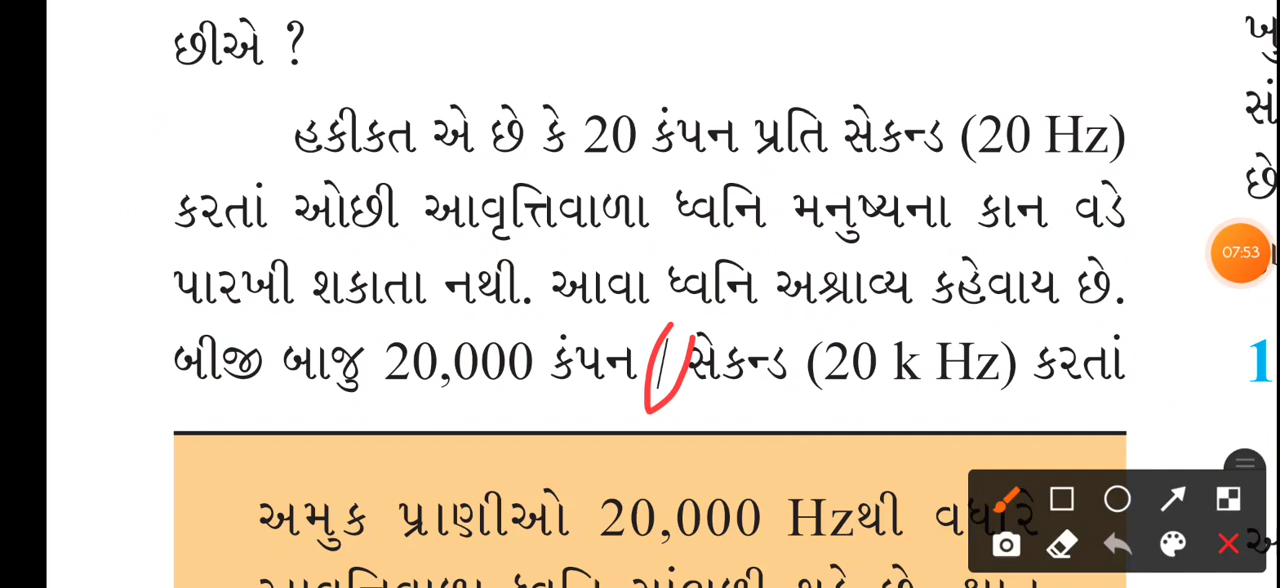 છીએ ?
હકીકત એ છે કે 20 કંપન પ્રતિ સેકન્ડ (20 Hz)
કરતાં ઓછી આવૃત્તિવાળા ધ્વનિ મનુષ્યના કાન વડે
પારખી શકાતા નથી. આવા ધ્વનિ અશ્રાવ્ય કહેવાય છે.
બીજી બાજુ 20,000 કંપન / સેકન્ડ (20 k Hz) કરતાં
અમુક પ્રાણીઓ 20,000 Hzથી વધારે
સં
છે
07:53
1